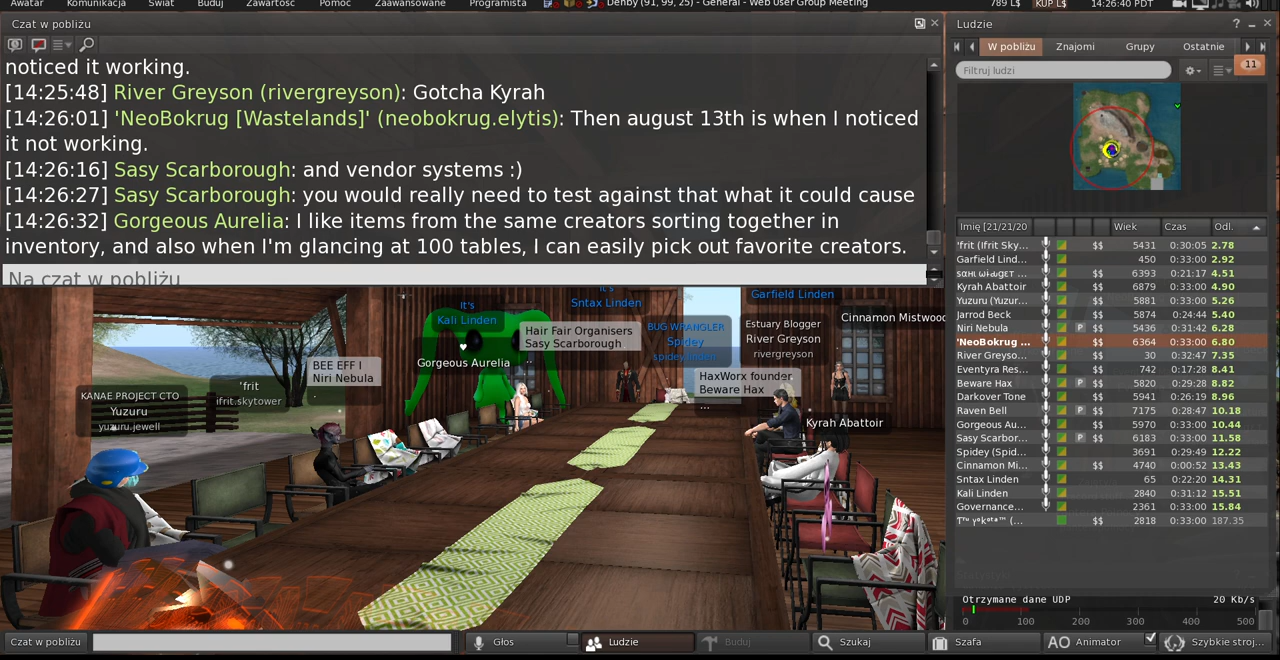 Awatar Komunikacja Świat Buduj Zawartość Pomoc Zaawansowane Programista Denby (91, 99, 25) - General - Web User Group Meeting 789 L$ KUP L$ 14:26:40 PDT
Czat w pobliżu
noticed it working.
[14:25:48] River Greyson (rivergreyson): Gotcha Kyrah
[14:26:01] 'NeoBokrug [Wastelands]' (neobokrug.elytis): Then august 13th is when I noticed
it not working.
[14:26:16] Sasy Scarborough: and vendor systems :)
[14:26:27] Sasy Scarborough: you would really need to test against that what it could cause
[14:26:32] Gorgeous Aurelia: I like items from the same creators sorting together in
inventory, and also when I'm glancing at 100 tables, I can easily pick out favorite creators.
Na czat w pobliżu
It's
Kali Linden
Gorgeous Aurelia
It's
Sntax Linden
Hair Fair Organisers
Sasy Scarborough
..
BUG WRANGLER
Spidey
spidey.linden
Garfield Linden
Estuary Blogger
River Greyson
rivergreyson
Cinnamon Mistwood
HaxWorx founder
Beware Hax
...
Kyrah Abattoir
BEE EFF I
Niri Nebula
.
'frit
ifrit.skytower
KANAE PROJECT CTO
Yuzuru
yuzuru.jewell
Ludzie
? _ ×
W pobliżu Znajomi Grupy Ostatnie
Filtruj ludzi
11
Imię [21/21/20 Wiek Czas Odl.
'frit (Ifrit Sky... $$ 5431 0:30:05 2.78
Garfield Lind... 450 0:33:00 2.92
$$ 6393 0:21:17 4.51
Kyrah Abattoir $$ 6879 0:33:00 4.90
Yuzuru (Yuzur... $$ 5881 0:33:00 5.26
Jarrod Beck $$ 5874 0:24:44 5.40
Niri Nebula P $$ 5436 0:31:42 6.28
'NeoBokrug ... $$ 6364 0:33:00 6.80
River Greyso... $$ 30 0:32:47 7.35
Eventyra Res... 742 0:17:28 8.41
Beware Hax P $$ 5820 0:29:28 8.82
Darkover Tone $$ 5941 0:26:19 8.96
Raven Bell P $$ 7175 0:28:47 10.18
Gorgeous Au... $$ 5970 0:33:00 10.44
Sasy Scarbor... P $$ 6183 0:33:00 11.58
Spidey (Spid... 3691 0:29:49 12.22
Cinnamon Mi... $$ 4740 0:00:52 13.43
Sntax Linden 65 0:22:20 14.31
Kali Linden 2840 0:31:12 15.51
Governance... 2361 0:33:00 15.84
$$ 2818 0:33:00 187.35
Otrzymane dane UDP 20 Kb/s
0 100 200 300 400 500
Czat w pobliżu Głos Ludzie Buduj Szukaj Szafa AO Animator Szybkie stroj...